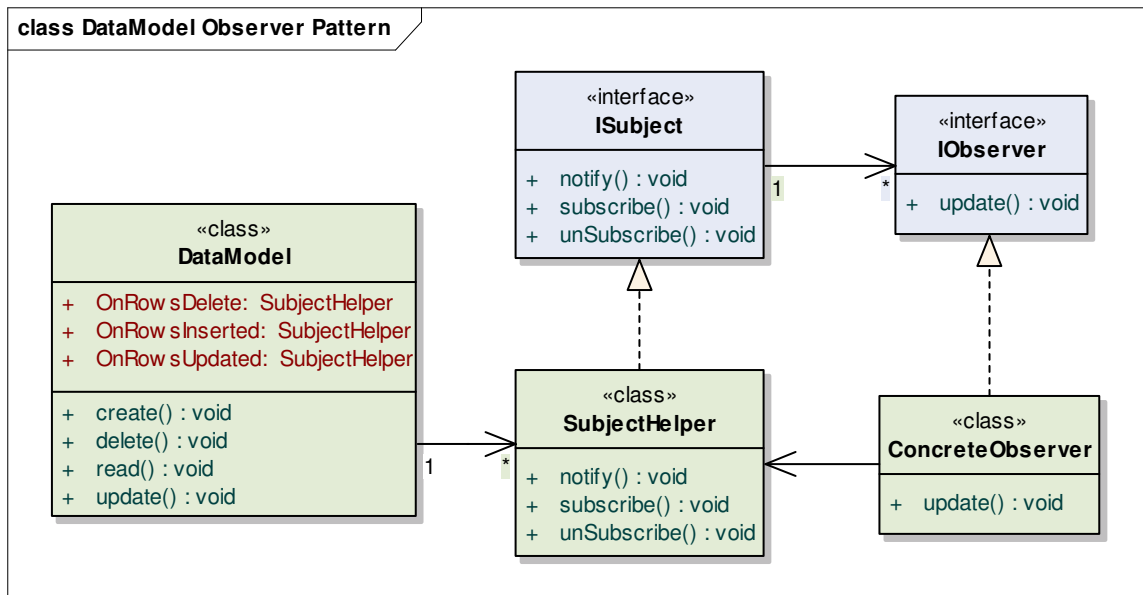 class DataModel Observer Pattern
«interface»
ISubject
+ notify() : void
+ subscribe() : void
+ unSubscribe() : void
1
*
«interface»
IObserver
+ update() : void
«class»
DataModel
+ OnRowsDelete: SubjectHelper
+ OnRowsInserted: SubjectHelper
+ OnRowsUpdated: SubjectHelper
+ create() : void
+ delete() : void
+ read() : void
+ update() : void
1
*
«class»
SubjectHelper
+ notify() : void
+ subscribe() : void
+ unSubscribe() : void
«class»
ConcreteObserver
+ update() : void